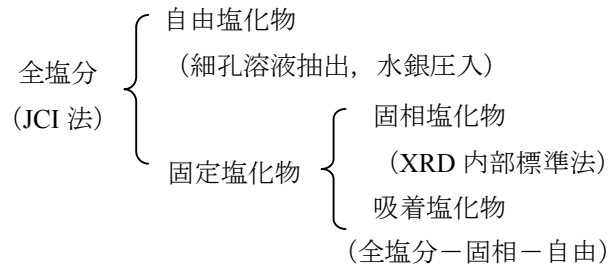 自由塩化物
（細孔溶液抽出，水銀圧入）
全塩分
（JCI 法）
固定塩化物
固相塩化物
（XRD 内部標準法）
吸着塩化物
（全塩分－固相－自由）